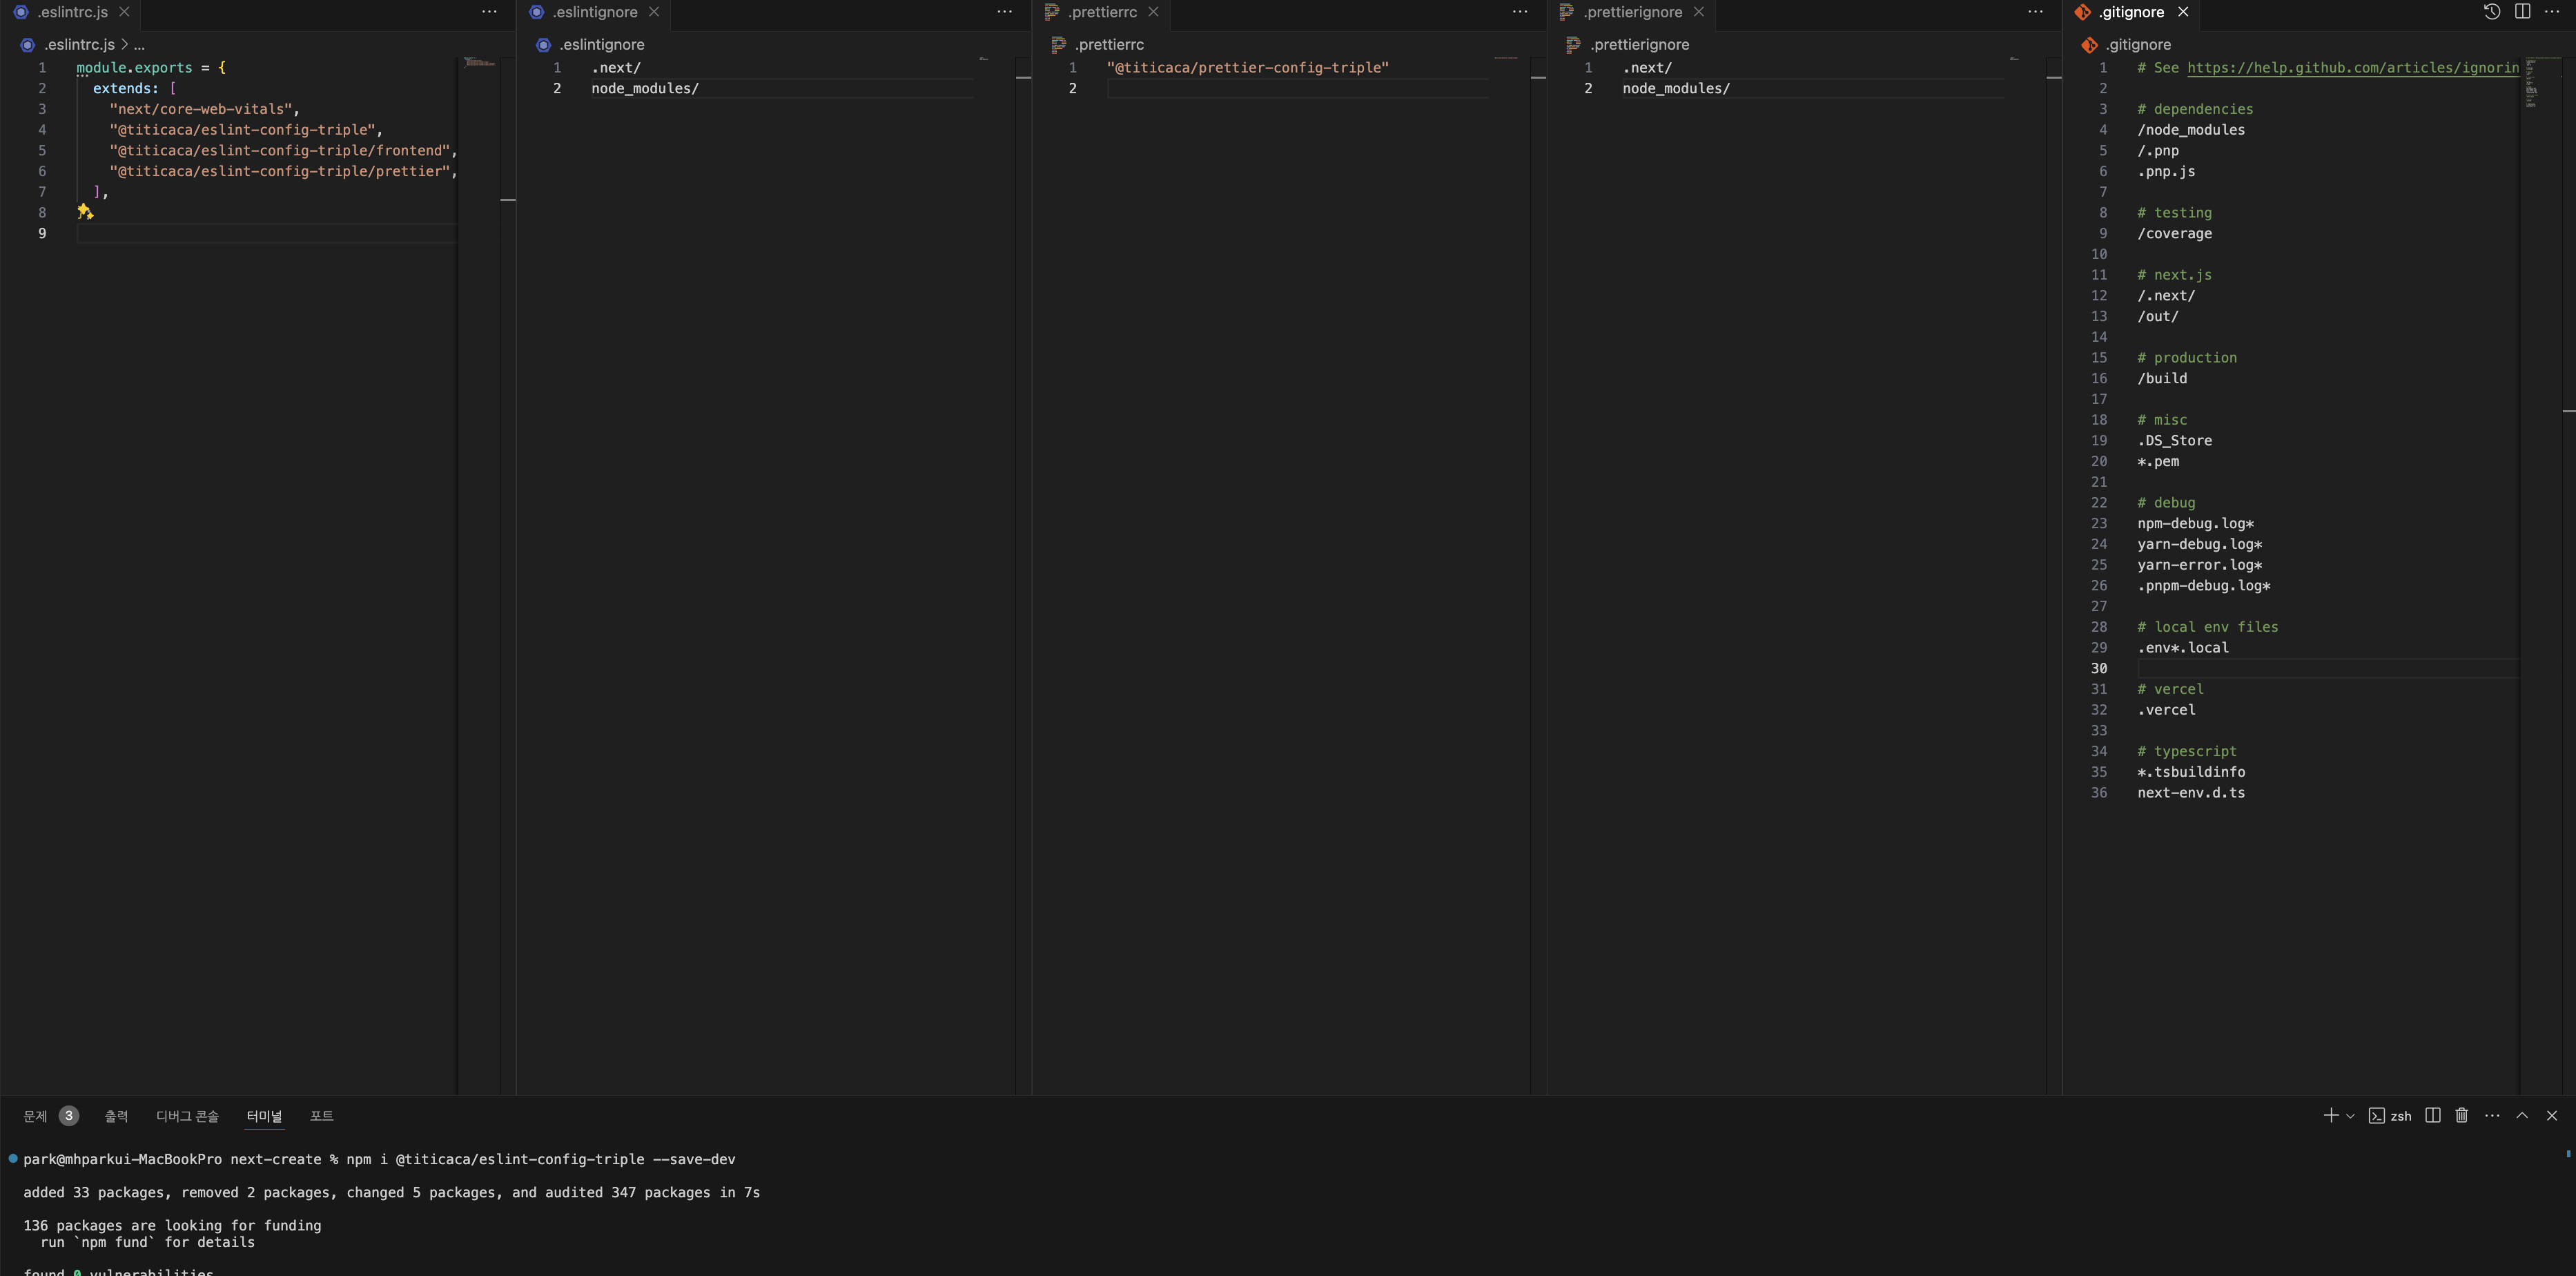 .eslintrc.js
.eslintrc.js > ...
1 module.exports = {
2 extends: [
3 "next/core-web-vitals",
4 "@titicaca/eslint-config-triple",
5 "@titicaca/eslint-config-triple/frontend",
6 "@titicaca/eslint-config-triple/prettier",
7 ],
8
9
.eslintignore
.eslintignore
1 .next/
2 node_modules/
.prettierrc
.prettierrc
1 "@titicaca/prettier-config-triple"
2
.prettierignore
.prettierignore
1 .next/
2 node_modules/
.gitignore
.gitignore
1 # See https://help.github.com/articles/ignorin
2
3 # dependencies
4 /node_modules
5 /.pnp
6 .pnp.js
7
8 # testing
9 /coverage
10
11 # next.js
12 /.next/
13 /out/
14
15 # production
16 /build
17
18 # misc
19 .DS_Store
20 *.pem
21
22 # debug
23 npm-debug.log*
24 yarn-debug.log*
25 yarn-error.log*
26 .pnpm-debug.log*
27
28 # local env files
29 .env*.local
30
31 # vercel
32 .vercel
33
34 # typescript
35 *.tsbuildinfo
36 next-env.d.ts
문제 3 출력 디버그 콘솔 터미널 포트 zsh
park@mhparkui-MacBookPro next-create % npm i @titicaca/eslint-config-triple --save-dev
added 33 packages, removed 2 packages, changed 5 packages, and audited 347 packages in 7s
136 packages are looking for funding
run `npm fund` for details
found 0 vulnerabilities